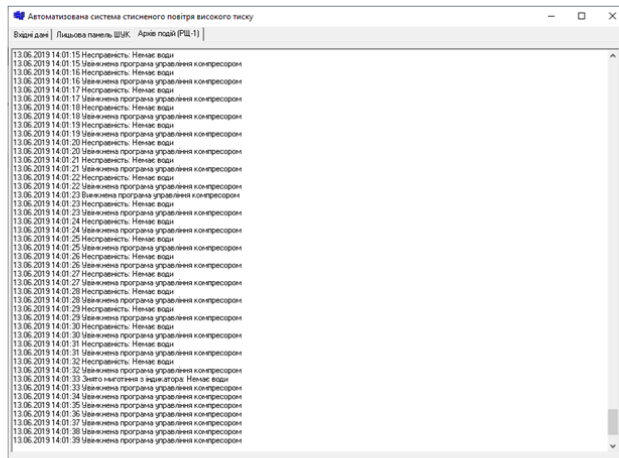 Автоматизована система стисненого повітря високого тиску
Вхідні дані Лицьова панель ШУК Архів подій (РЩ-1)
13.06.2019 14:01:15 Несправність: Немає води
13.06.2019 14:01:15 Увімкнена програма управління компресором
13.06.2019 14:01:16 Несправність: Немає води
13.06.2019 14:01:16 Увімкнена програма управління компресором
13.06.2019 14:01:17 Несправність: Немає води
13.06.2019 14:01:17 Увімкнена програма управління компресором
13.06.2019 14:01:18 Несправність: Немає води
13.06.2019 14:01:18 Увімкнена програма управління компресором
13.06.2019 14:01:19 Несправність: Немає води
13.06.2019 14:01:19 Увімкнена програма управління компресором
13.06.2019 14:01:20 Несправність: Немає води
13.06.2019 14:01:20 Увімкнена програма управління компресором
13.06.2019 14:01:21 Несправність: Немає води
13.06.2019 14:01:21 Увімкнена програма управління компресором
13.06.2019 14:01:22 Несправність: Немає води
13.06.2019 14:01:22 Увімкнена програма управління компресором
13.06.2019 14:01:23 Вимкнена програма управління компресором
13.06.2019 14:01:23 Несправність: Немає води
13.06.2019 14:01:23 Увімкнена програма управління компресором
13.06.2019 14:01:24 Несправність: Немає води
13.06.2019 14:01:24 Увімкнена програма управління компресором
13.06.2019 14:01:25 Несправність: Немає води
13.06.2019 14:01:25 Увімкнена програма управління компресором
13.06.2019 14:01:26 Несправність: Немає води
13.06.2019 14:01:26 Увімкнена програма управління компресором
13.06.2019 14:01:27 Несправність: Немає води
13.06.2019 14:01:27 Увімкнена програма управління компресором
13.06.2019 14:01:28 Несправність: Немає води
13.06.2019 14:01:28 Увімкнена програма управління компресором
13.06.2019 14:01:29 Несправність: Немає води
13.06.2019 14:01:29 Увімкнена програма управління компресором
13.06.2019 14:01:30 Несправність: Немає води
13.06.2019 14:01:30 Увімкнена програма управління компресором
13.06.2019 14:01:31 Несправність: Немає води
13.06.2019 14:01:31 Увімкнена програма управління компресором
13.06.2019 14:01:32 Несправність: Немає води
13.06.2019 14:01:32 Увімкнена програма управління компресором
13.06.2019 14:01:33 Знято миготіння з індикатора: Немає води
13.06.2019 14:01:33 Увімкнена програма управління компресором
13.06.2019 14:01:34 Увімкнена програма управління компресором
13.06.2019 14:01:35 Увімкнена програма управління компресором
13.06.2019 14:01:36 Увімкнена програма управління компресором
13.06.2019 14:01:37 Увімкнена програма управління компресором
13.06.2019 14:01:38 Увімкнена програма управління компресором
13.06.2019 14:01:39 Увімкнена програма управління компресором